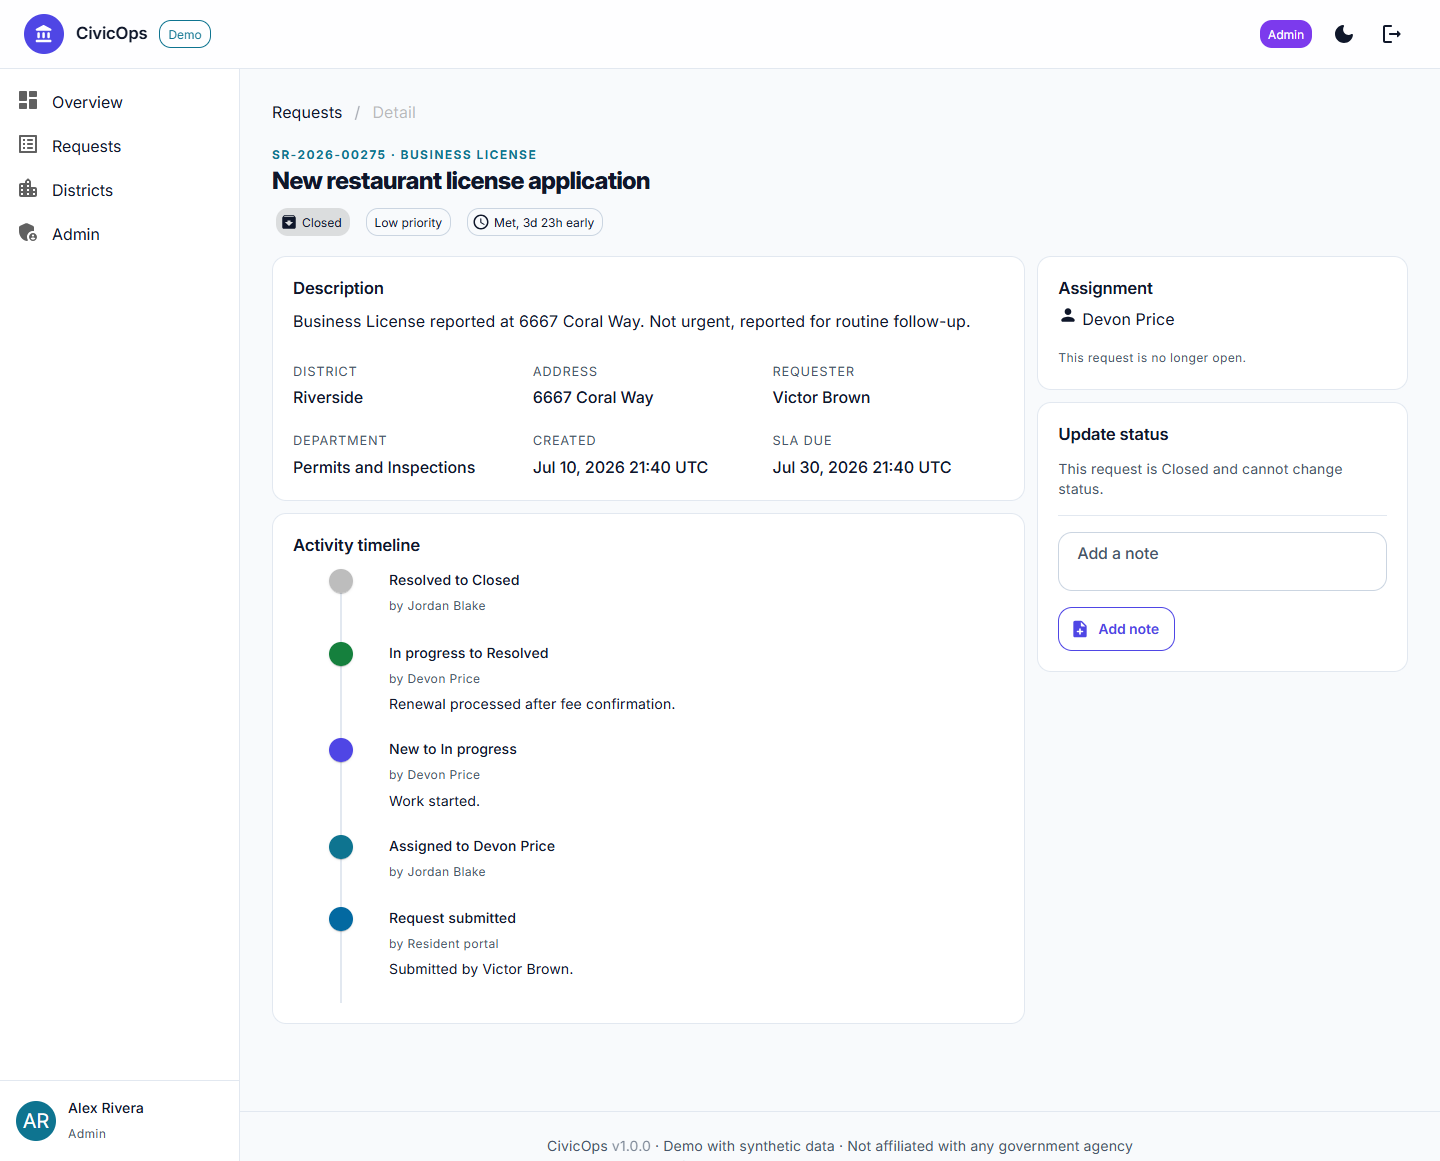 CivicOps
Demo
Admin
Overview
Requests
Districts
Admin
Requests / Detail
SR-2026-00275 · BUSINESS LICENSE
New restaurant license application
Closed
Low priority
Met, 3d 23h early
Description
Business License reported at 6667 Coral Way. Not urgent, reported for routine follow-up.
DISTRICT
Riverside
ADDRESS
6667 Coral Way
REQUESTER
Victor Brown
DEPARTMENT
Permits and Inspections
CREATED
Jul 10, 2026 21:40 UTC
SLA DUE
Jul 30, 2026 21:40 UTC
Activity timeline
Resolved to Closed
by Jordan Blake
In progress to Resolved
by Devon Price
Renewal processed after fee confirmation.
New to In progress
by Devon Price
Work started.
Assigned to Devon Price
by Jordan Blake
Request submitted
by Resident portal
Submitted by Victor Brown.
Assignment
Devon Price
This request is no longer open.
Update status
This request is Closed and cannot change
status.
Add a note
Add note
AR
Alex Rivera
Admin
CivicOps v1.0.0 · Demo with synthetic data · Not affiliated with any government agency